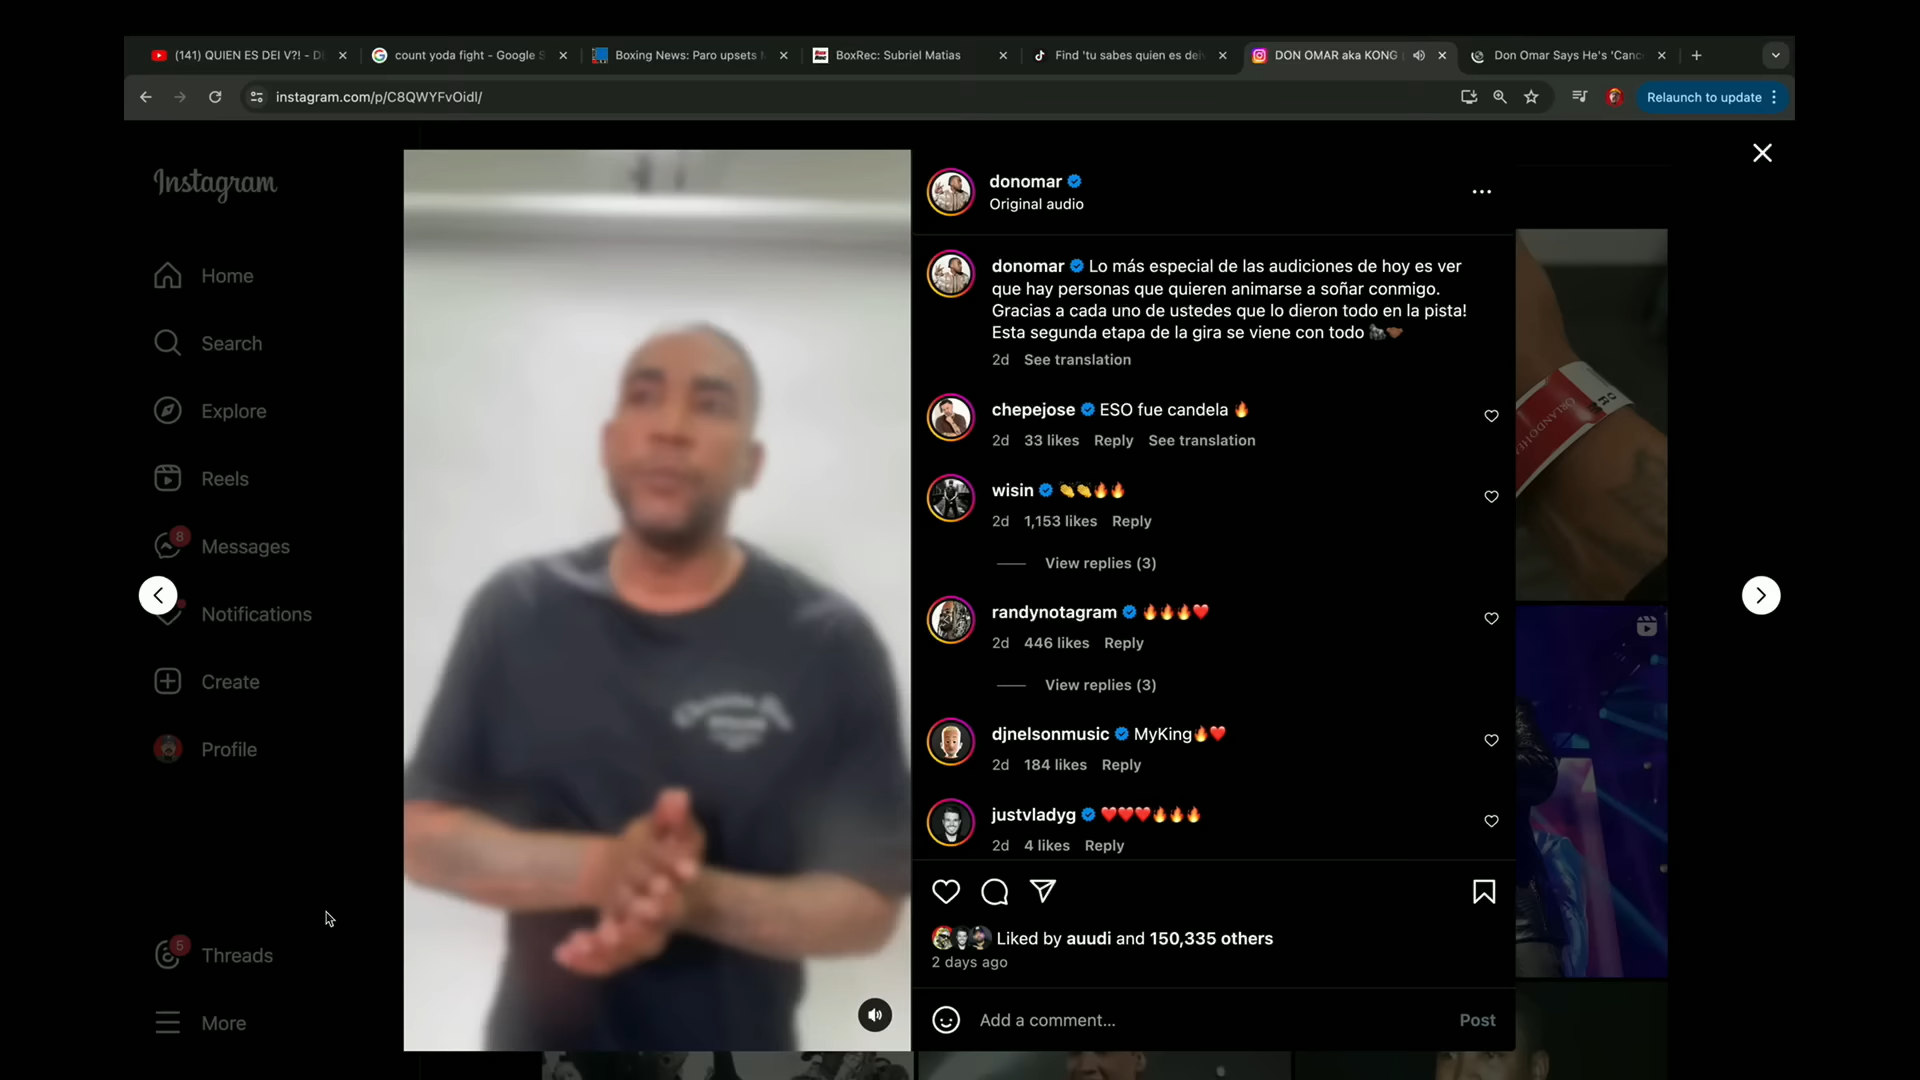 (141) QUIEN ES DEI V?! - D
count yoda fight - Google S
Boxing News: Paro upsets
BoxRec: Subriel Matias
Find 'tu sabes quien es dei
DON OMAR aka KONG
Don Omar Says He's 'Canc
instagram.com/p/C8QWYFvOidI/
Relaunch to update
Instagram
Home
Search
Explore
Reels
8
Messages
Notifications
Create
Profile
5
Threads
More
donomar
Original audio
donomar Lo más especial de las audiciones de hoy es ver
que hay personas que quieren animarse a soñar conmigo.
Gracias a cada uno de ustedes que lo dieron todo en la pista!
Esta segunda etapa de la gira se viene con todo 🦍🤝🏾
2d See translation
chepejose ESO fue candela 🔥
2d 33 likes Reply See translation
wisin 👏👏🔥🔥
2d 1,153 likes Reply
View replies (3)
randynotagram 🔥🔥🔥❤️
2d 446 likes Reply
View replies (3)
djnelsonmusic MyKing🔥❤️
2d 184 likes Reply
justvladyg ❤️❤️❤️🔥🔥🔥
2d 4 likes Reply
Liked by auudi and 150,335 others
2 days ago
Add a comment...
Post